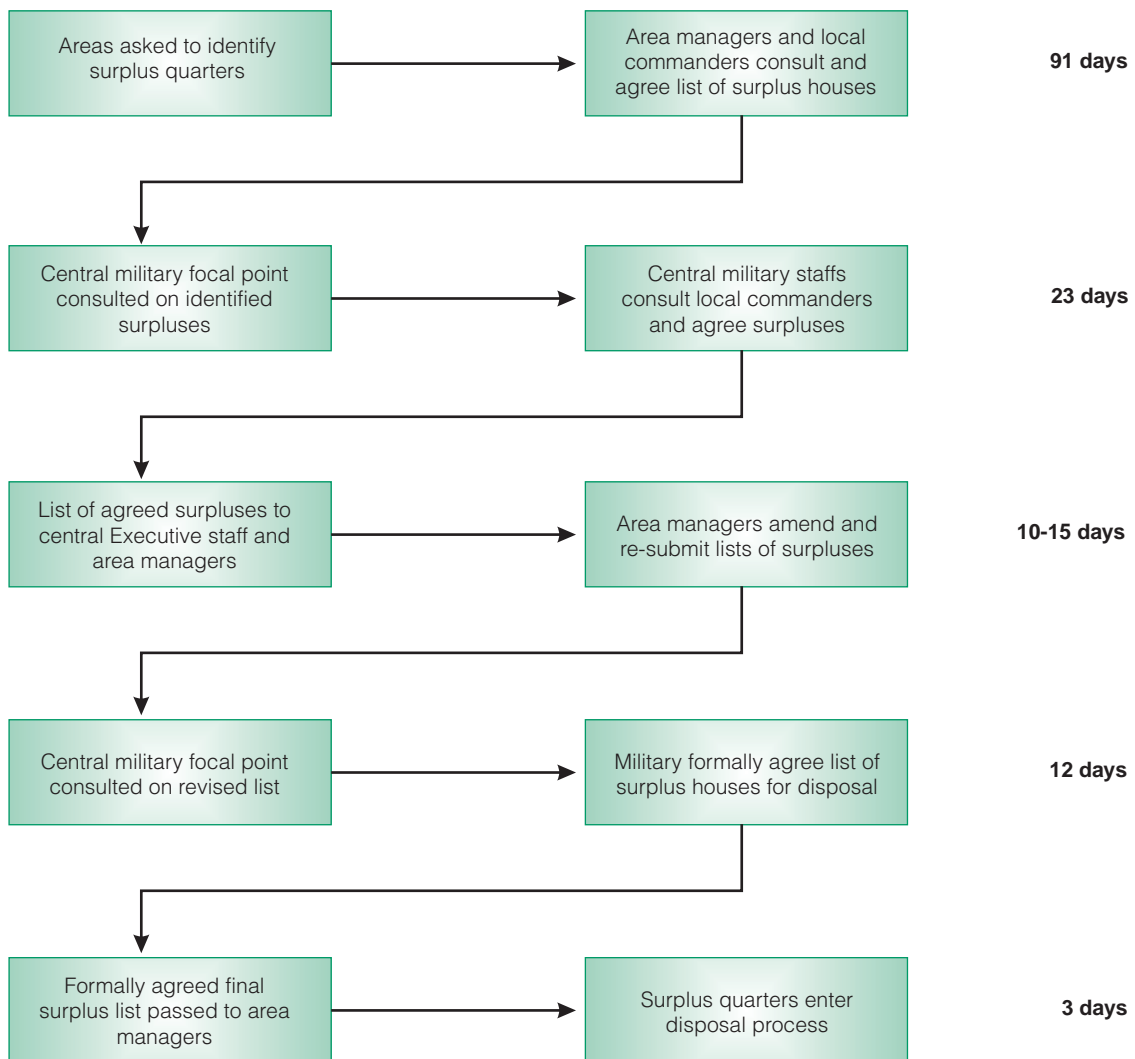 Areas asked to identify
surplus quarters
Area managers and local
commanders consult and
agree list of surplus houses
91 days
Central military focal point
consulted on identified
surpluses
Central military staffs
consult local commanders
and agree surpluses
23 days
List of agreed surpluses to
central Executive staff and
area managers
Area managers amend and
re-submit lists of surpluses
10-15 days
Central military focal point
consulted on revised list
Military formally agree list of
surplus houses for disposal
12 days
Formally agreed final
surplus list passed to area
managers
Surplus quarters enter
disposal process
3 days